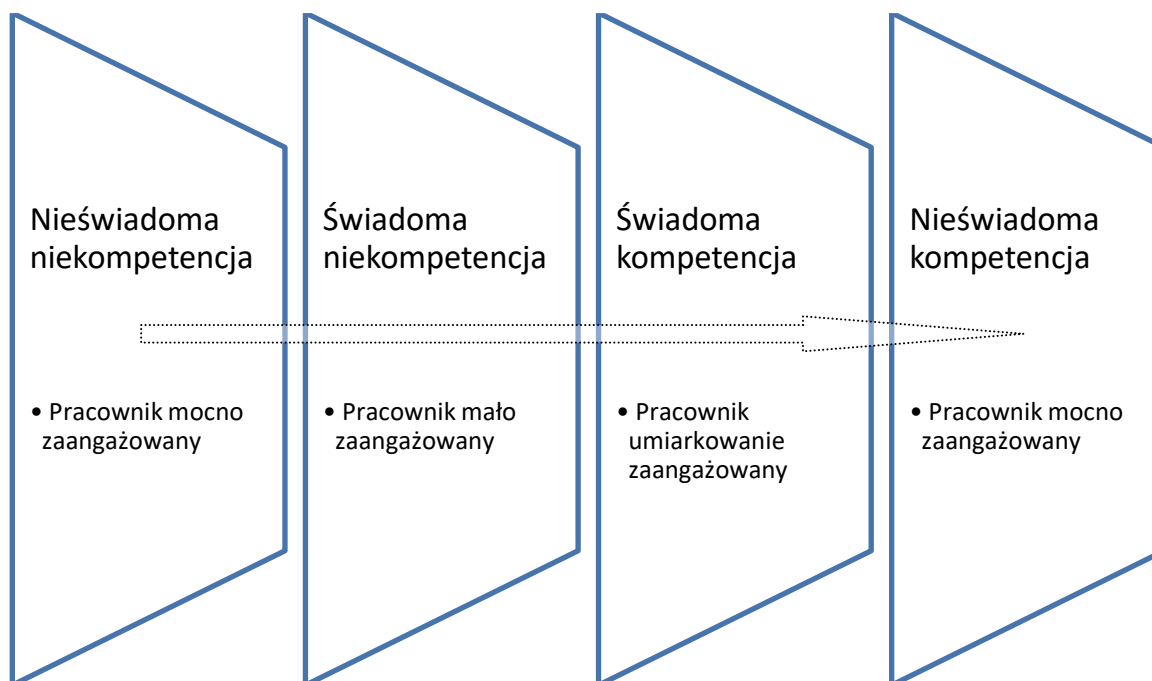 Nieświadoma
niekompetencja
• Pracownik mocno
zaangażowany
Świadoma
niekompetencja
• Pracownik mało
zaangażowany
Świadoma
kompetencja
• Pracownik
umiarkowanie
zaangażowany
Nieświadoma
kompetencja
• Pracownik mocno
zaangażowany